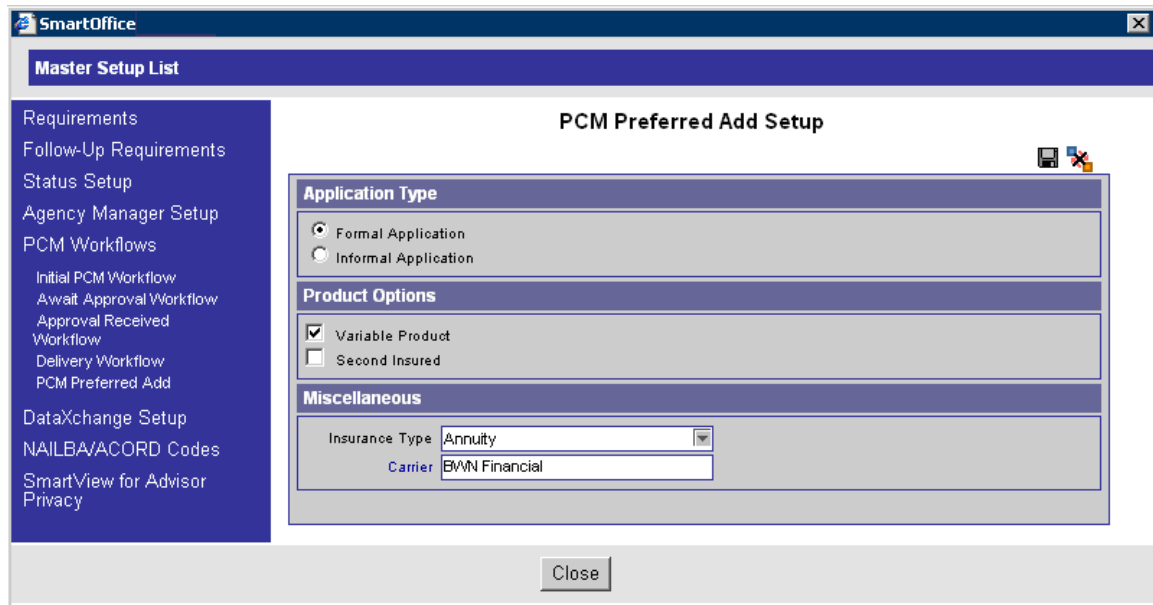 SmartOffice
Master Setup List
Requirements
Follow-Up Requirements
Status Setup
Agency Manager Setup
PCM Workflows
Initial PCM Workflow
Await Approval Workflow
Approval Received
Workflow
Delivery Workflow
PCM Preferred Add
DataXchange Setup
NAILBA/ACORD Codes
SmartView for Advisor
Privacy
PCM Preferred Add Setup
Application Type
Formal Application
Informal Application
Product Options
Variable Product
Second Insured
Miscellaneous
Insurance Type Annuity
Carrier BWN Financial
Close